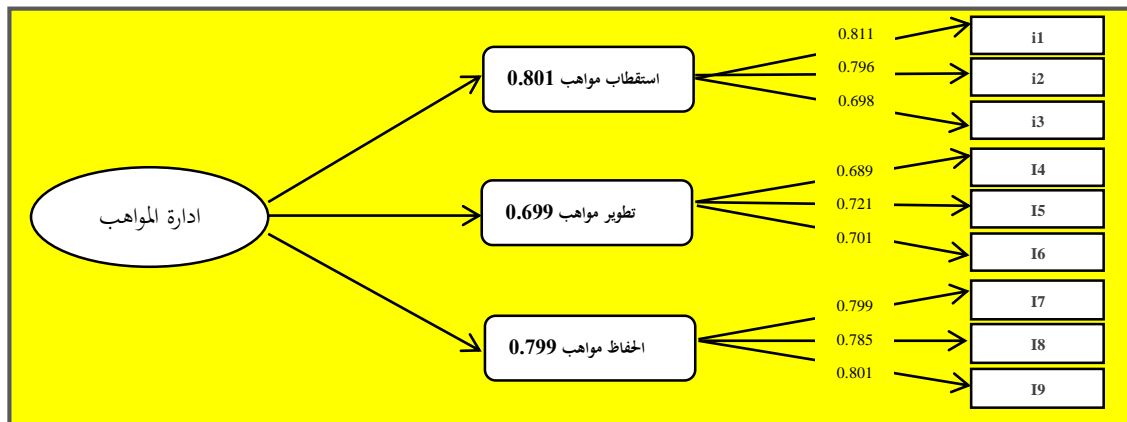 ادارة المواهب
استقطاب مواهب 0.801
0.811
0.796
0.698
i1
i2
i3
تطوير مواهب 0.699
0.689
0.721
0.701
I4
I5
I6
الحفاظ مواهب 0.799
0.799
0.785
0.801
I7
I8
I9